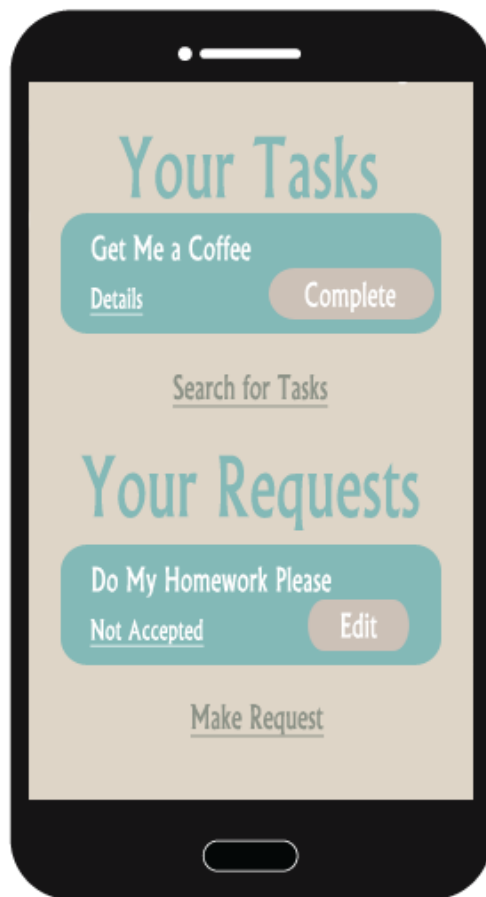 Your Tasks
Get Me a Coffee
Details
Complete
Search for Tasks
Your Requests
Do My Homework Please
Not Accepted
Edit
Make Request